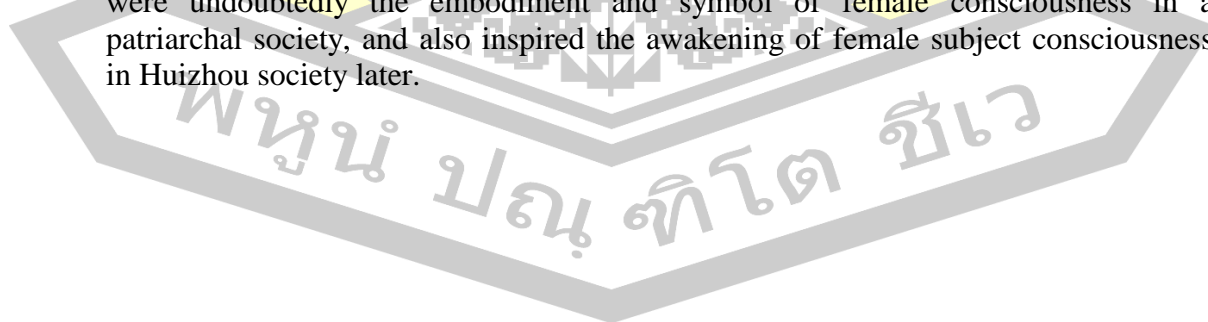 were undoubtedly the embodiment and symbol of female consciousness in a
patriarchal society, and also inspired the awakening of female subject consciousness
in Huizhou society later.
พหูนํ ปณฺฑิโต ชีเว